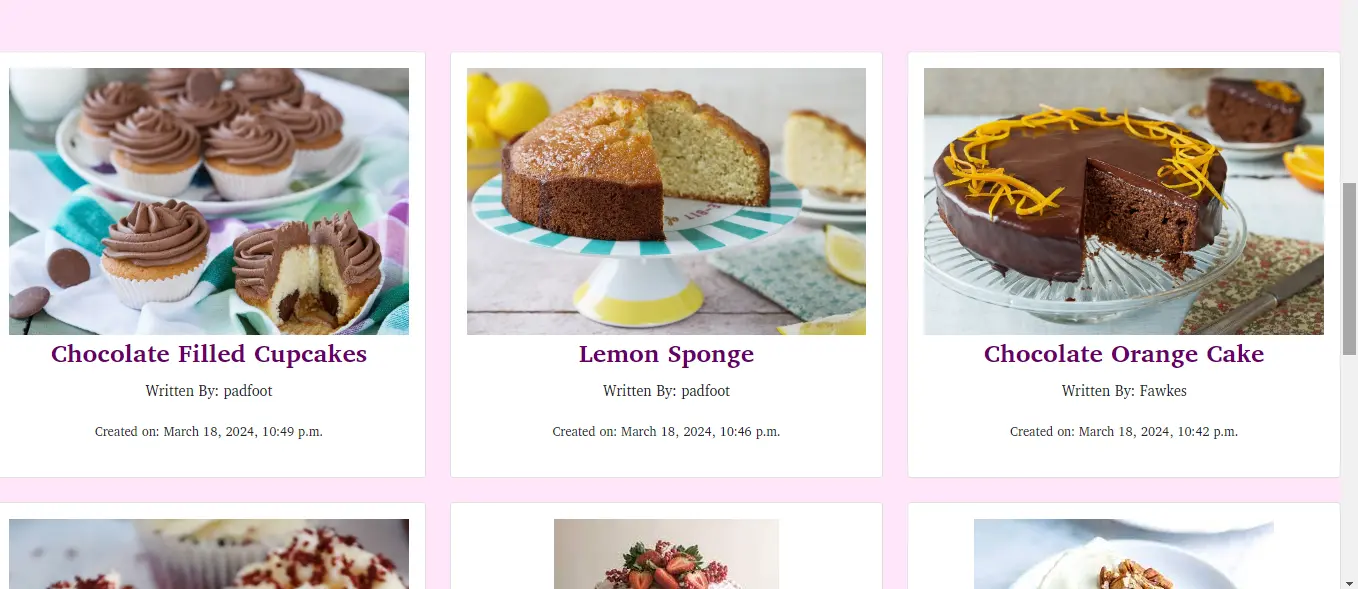 Chocolate Filled Cupcakes
Written By: padfoot
Created on: March 18, 2024, 10:49 p.m.
Lemon Sponge
Written By: padfoot
Created on: March 18, 2024, 10:46 p.m.
Chocolate Orange Cake
Written By: Fawkes
Created on: March 18, 2024, 10:42 p.m.